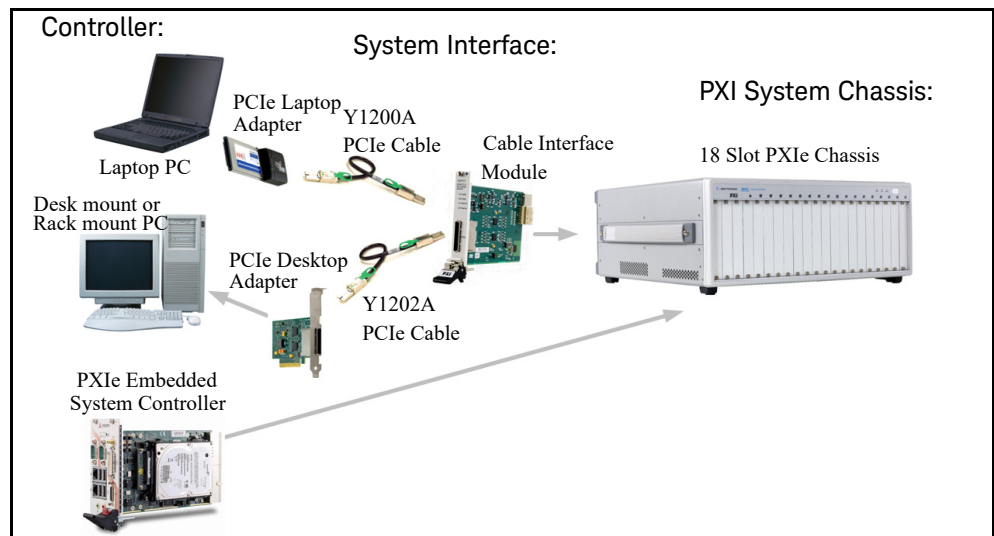 Controller:
System Interface:
PXI System Chassis:
PCIe Laptop
Adapter
Y1200A
PCIe Cable
Cable Interface
Module
18 Slot PXIe Chassis
Laptop PC
Desk mount or
Rack mount PC
PCIe Desktop
Adapter
Y1202A
PCIe Cable
PXIe Embedded
System Controller
PXI